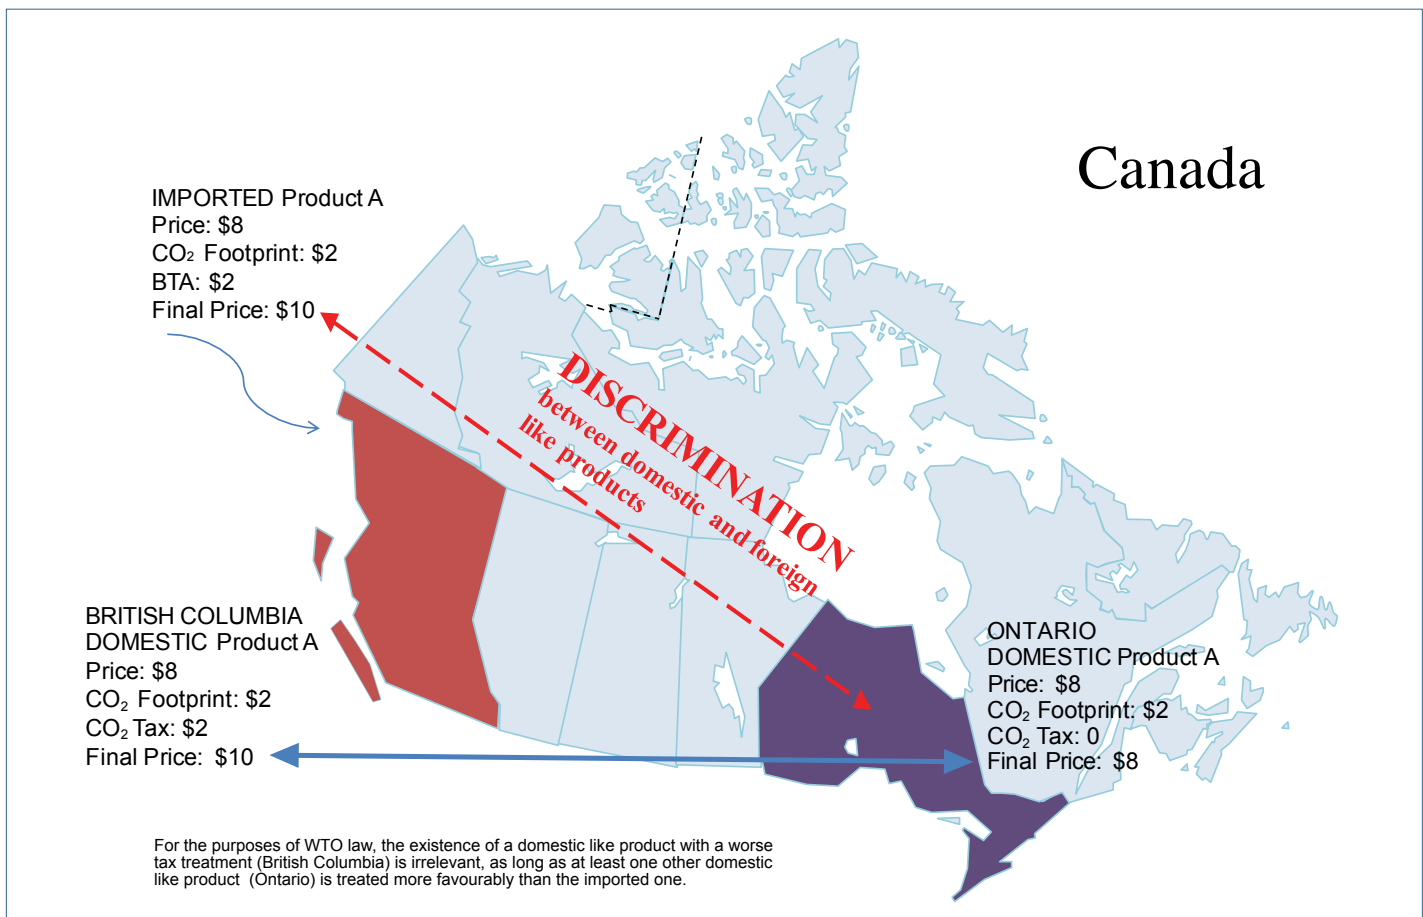 Canada
IMPORTED Product A
Price: $8
CO₂ Footprint: $2
BTA: $2
Final Price: $10
DISCRIMINATION
between domestic and foreign
like products
BRITISH COLUMBIA
DOMESTIC Product A
Price: $8
CO₂ Footprint: $2
CO₂ Tax: $2
Final Price: $10
ONTARIO
DOMESTIC Product A
Price: $8
CO₂ Footprint: $2
CO₂ Tax: 0
Final Price: $8
For the purposes of WTO law, the existence of a domestic like product with a worse
tax treatment (British Columbia) is irrelevant, as long as at least one other domestic
like product (Ontario) is treated more favourably than the imported one.